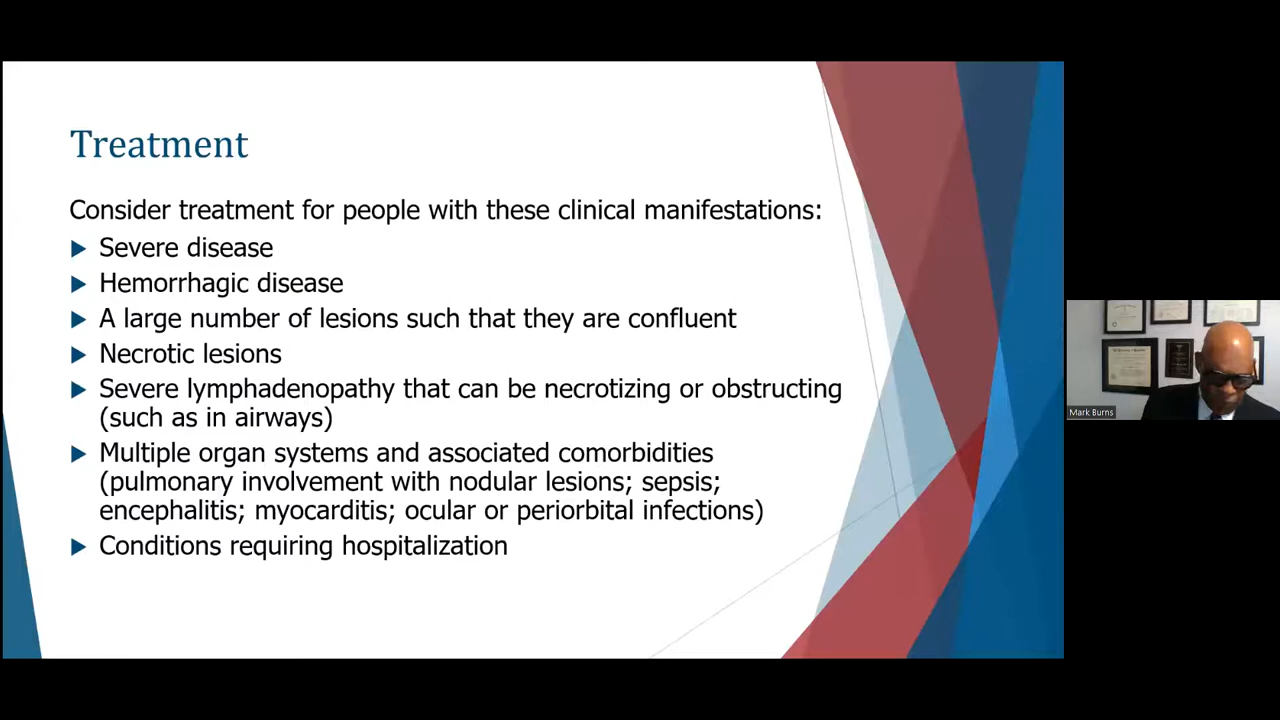 Treatment
Consider treatment for people with these clinical manifestations:
Severe disease
Hemorrhagic disease
A large number of lesions such that they are confluent
Necrotic lesions
Severe lymphadenopathy that can be necrotizing or obstructing
(such as in airways)
Multiple organ systems and associated comorbidities
(pulmonary involvement with nodular lesions; sepsis;
encephalitis; myocarditis; ocular or periorbital infections)
Conditions requiring hospitalization
Mark Burns